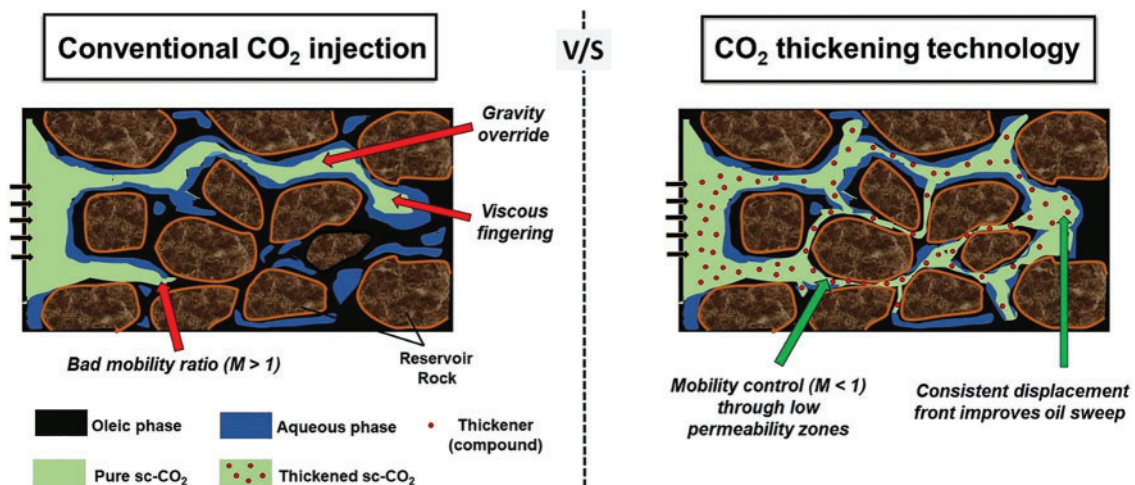 Conventional CO₂ injection
V/S
CO₂ thickening technology
Gravity
override
Viscous
fingering
Bad mobility ratio (M > 1)
Reservoir
Rock
Mobility control (M < 1)
through low
permeability zones
Consistent displacement
front improves oil sweep
Oleic phase
Aqueous phase
Thickener
(compound)
Pure sc-CO₂
Thickened sc-CO₂